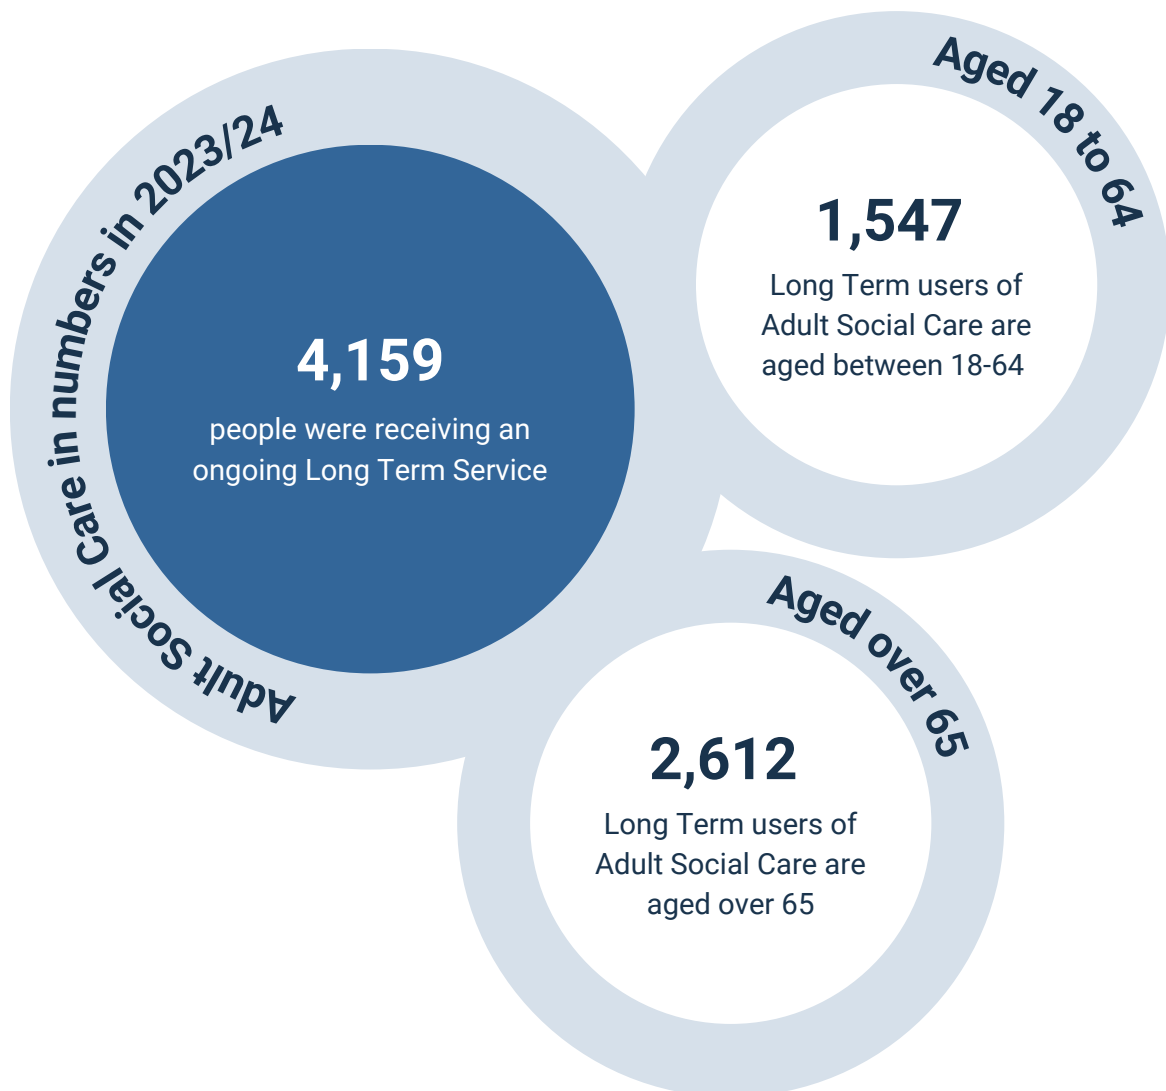 Adult Social Care in numbers in 2023/24
4,159
people were receiving an
ongoing Long Term Service
Aged 18 to 64
1,547
Long Term users of
Adult Social Care are
aged between 18-64
Aged over 65
2,612
Long Term users of
Adult Social Care are
aged over 65